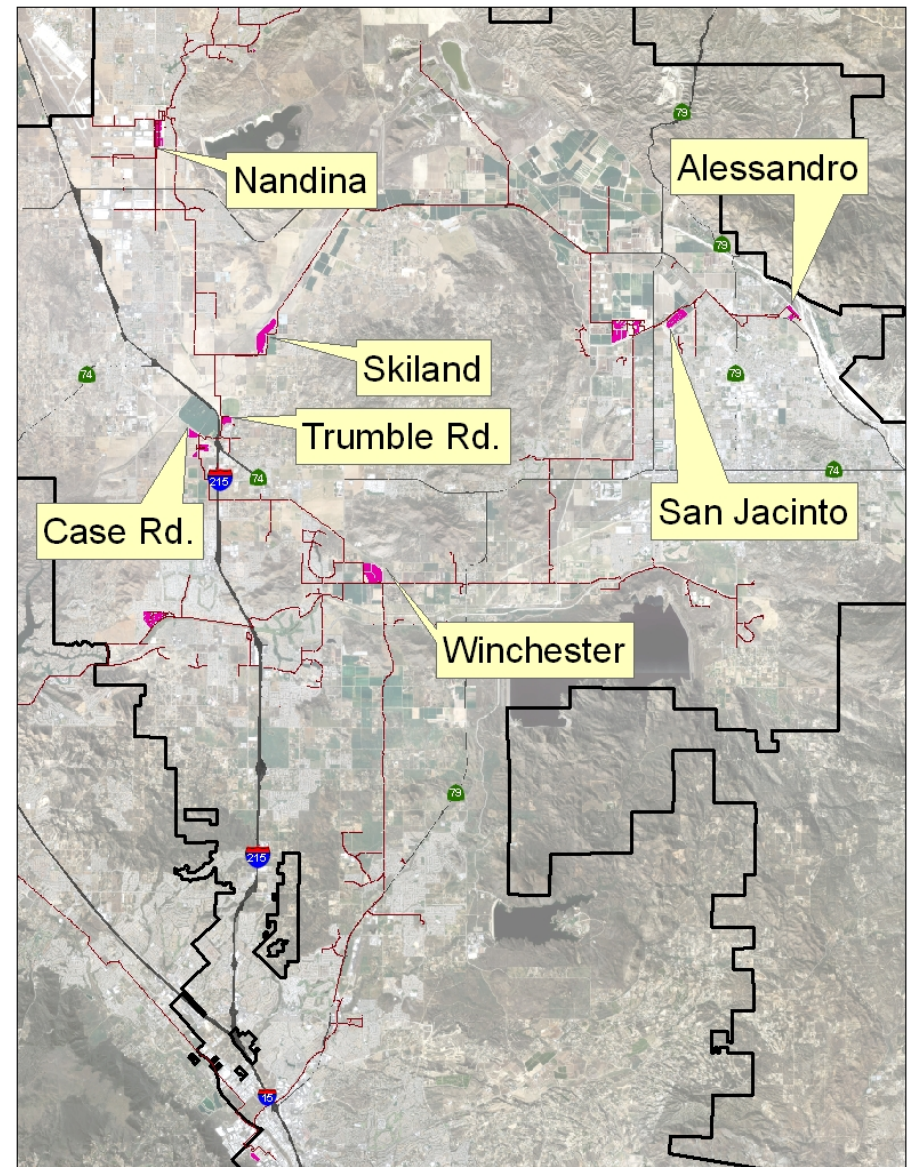 79
Alessandro
Nandina
79
Skiland
74
79
Trumble Rd.
215
74
74
San Jacinto
Case Rd.
Winchester
79
215
15